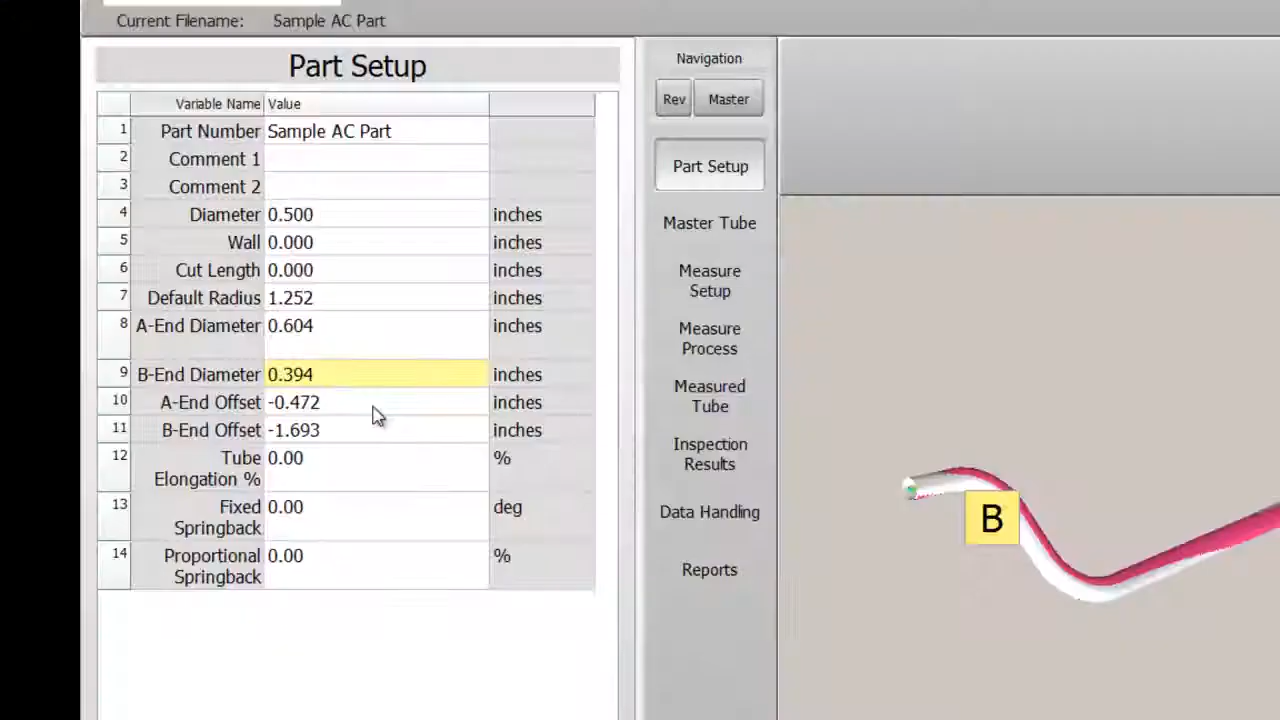 Current Filename: Sample AC Part
Part Setup
Variable Name Value
1 Part Number Sample AC Part
2 Comment 1
3 Comment 2
4 Diameter 0.500 inches
5 Wall 0.000 inches
6 Cut Length 0.000 inches
7 Default Radius 1.252 inches
8 A-End Diameter 0.604 inches
9 B-End Diameter 0.394 inches
10 A-End Offset -0.472 inches
11 B-End Offset -1.693 inches
12 Tube 0.00 %
Elongation %
13 Fixed 0.00 deg
Springback
14 Proportional 0.00 %
Springback
Navigation
Rev Master
Part Setup
Master Tube
Measure
Setup
Measure
Process
Measured
Tube
Inspection
Results
Data Handling
Reports
B